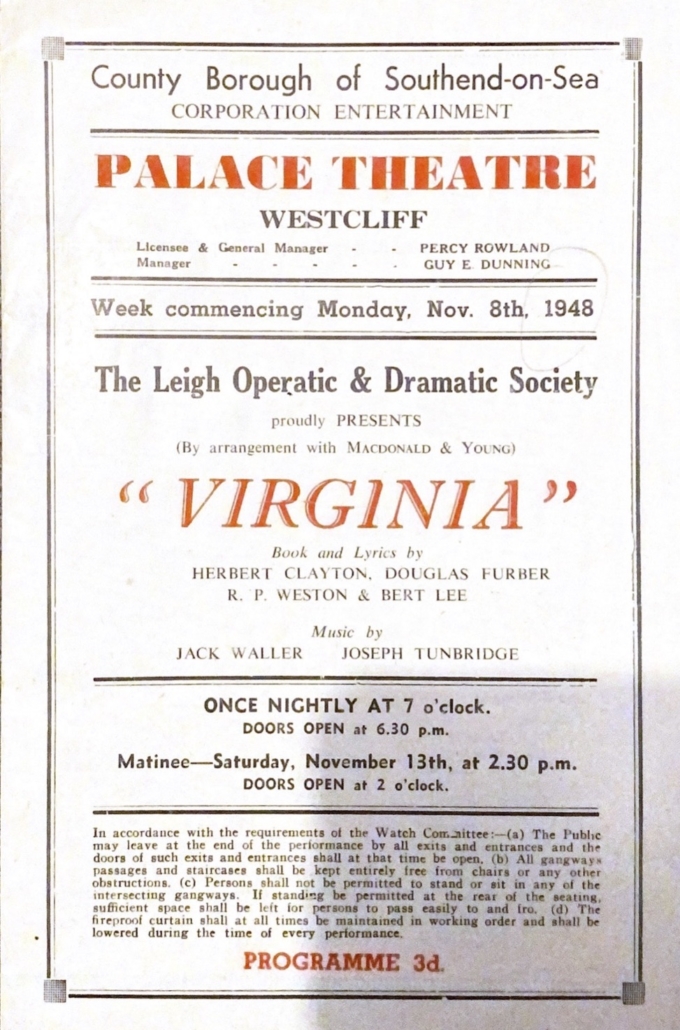 County Borough of Southend-on-Sea
CORPORATION ENTERTAINMENT
PALACE THEATRE
WESTCLIFF
Licensee & General Manager - - PERCY ROWLAND
Manager - - - - - GUY E. DUNNING
Week commencing Monday, Nov. 8th, 1948
The Leigh Operatic & Dramatic Society
proudly PRESENTS
(By arrangement with MACDONALD & YOUNG)
“ VIRGINIA ”
Book and Lyrics by
HERBERT CLAYTON, DOUGLAS FURBER
R. P. WESTON & BERT LEE
Music by
JACK WALLER JOSEPH TUNBRIDGE
ONCE NIGHTLY AT 7 o'clock.
DOORS OPEN at 6.30 p.m.
Matinee—Saturday, November 13th, at 2.30 p.m.
DOORS OPEN at 2 o'clock.
In accordance with the requirements of the Watch Committee:—(a) The Public
may leave at the end of the performance by all exits and entrances and the
doors of such exits and entrances shall at that time be open. (b) All gangways
passages and staircases shall be kept entirely free from chairs or any other
obstructions. (c) Persons shall not be permitted to stand or sit in any of the
intersecting gangways. If standing be permitted at the rear of the seating,
sufficient space shall be left for persons to pass easily to and fro. (d) The
fireproof curtain shall at all times be maintained in working order and shall be
lowered during the time of every performance.
PROGRAMME 3d.